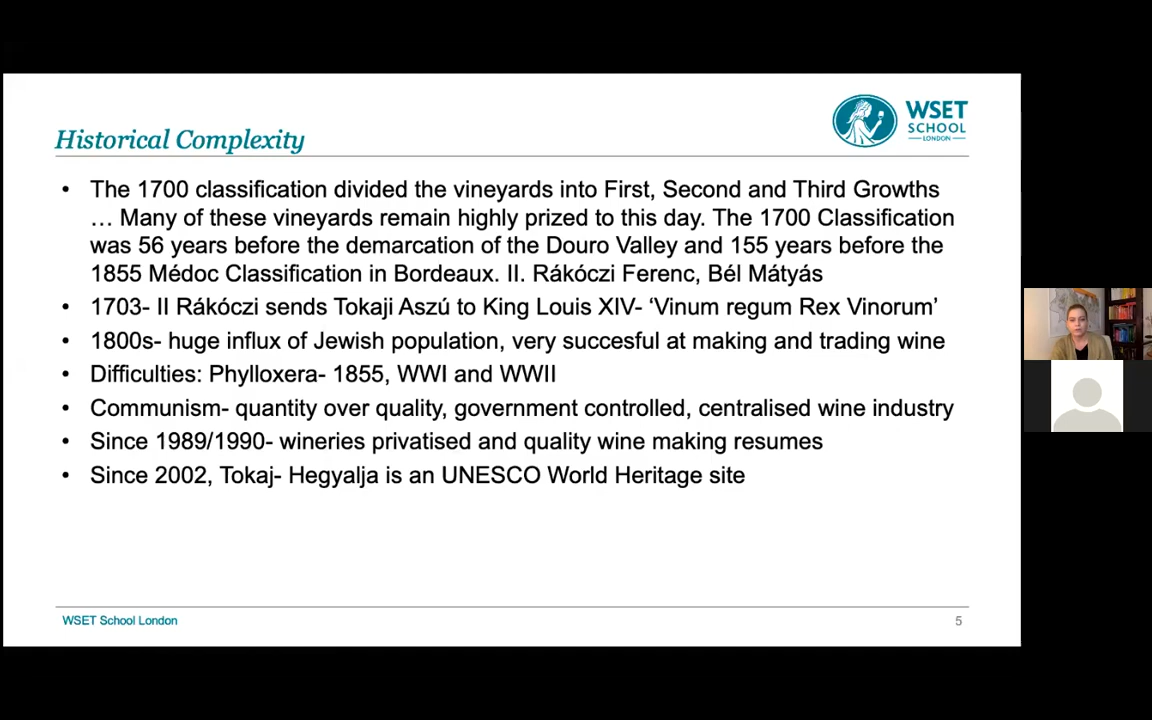 Historical Complexity
WSET
SCHOOL
LONDON
• The 1700 classification divided the vineyards into First, Second and Third Growths
… Many of these vineyards remain highly prized to this day. The 1700 Classification
was 56 years before the demarcation of the Douro Valley and 155 years before the
1855 Médoc Classification in Bordeaux. II. Rákóczi Ferenc, Bél Mátyás
• 1703- II Rákóczi sends Tokaji Aszú to King Louis XIV- ‘Vinum regum Rex Vinorum’
• 1800s- huge influx of Jewish population, very succesful at making and trading wine
• Difficulties: Phylloxera- 1855, WWI and WWII
• Communism- quantity over quality, government controlled, centralised wine industry
• Since 1989/1990- wineries privatised and quality wine making resumes
• Since 2002, Tokaj- Hegyalja is an UNESCO World Heritage site
WSET School London
5